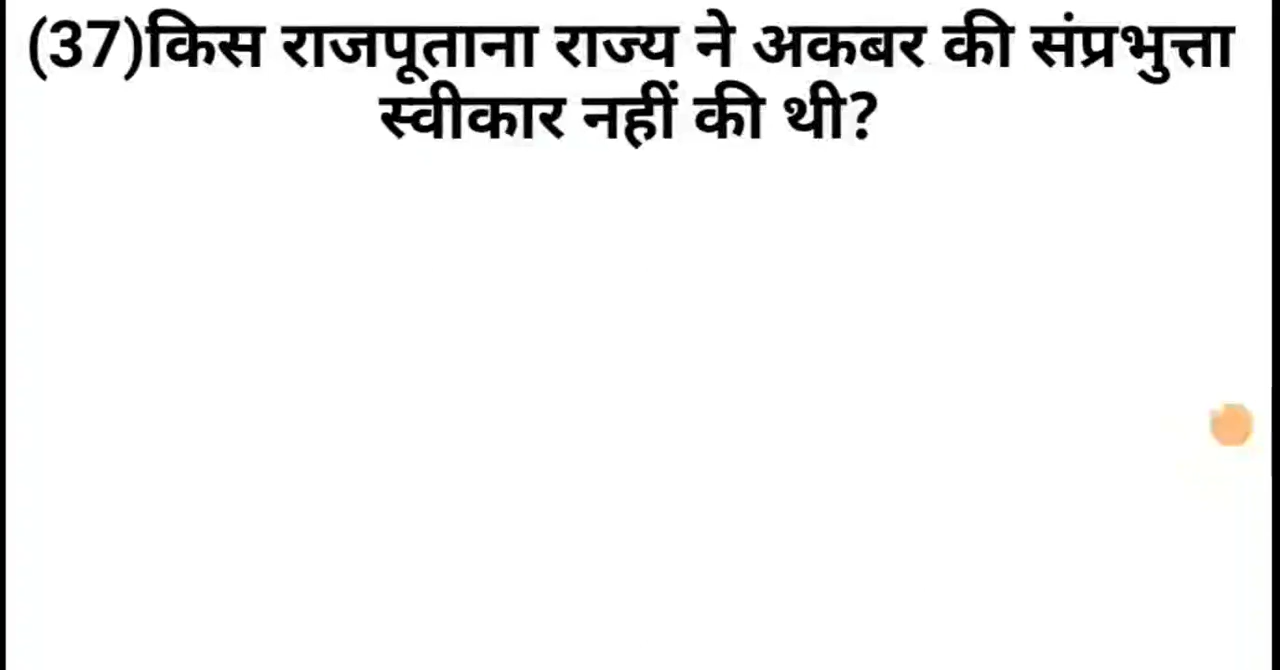 (37)किस राजपूताना राज्य ने अकबर की संप्रभुत्ता
स्वीकार नहीं की थी?